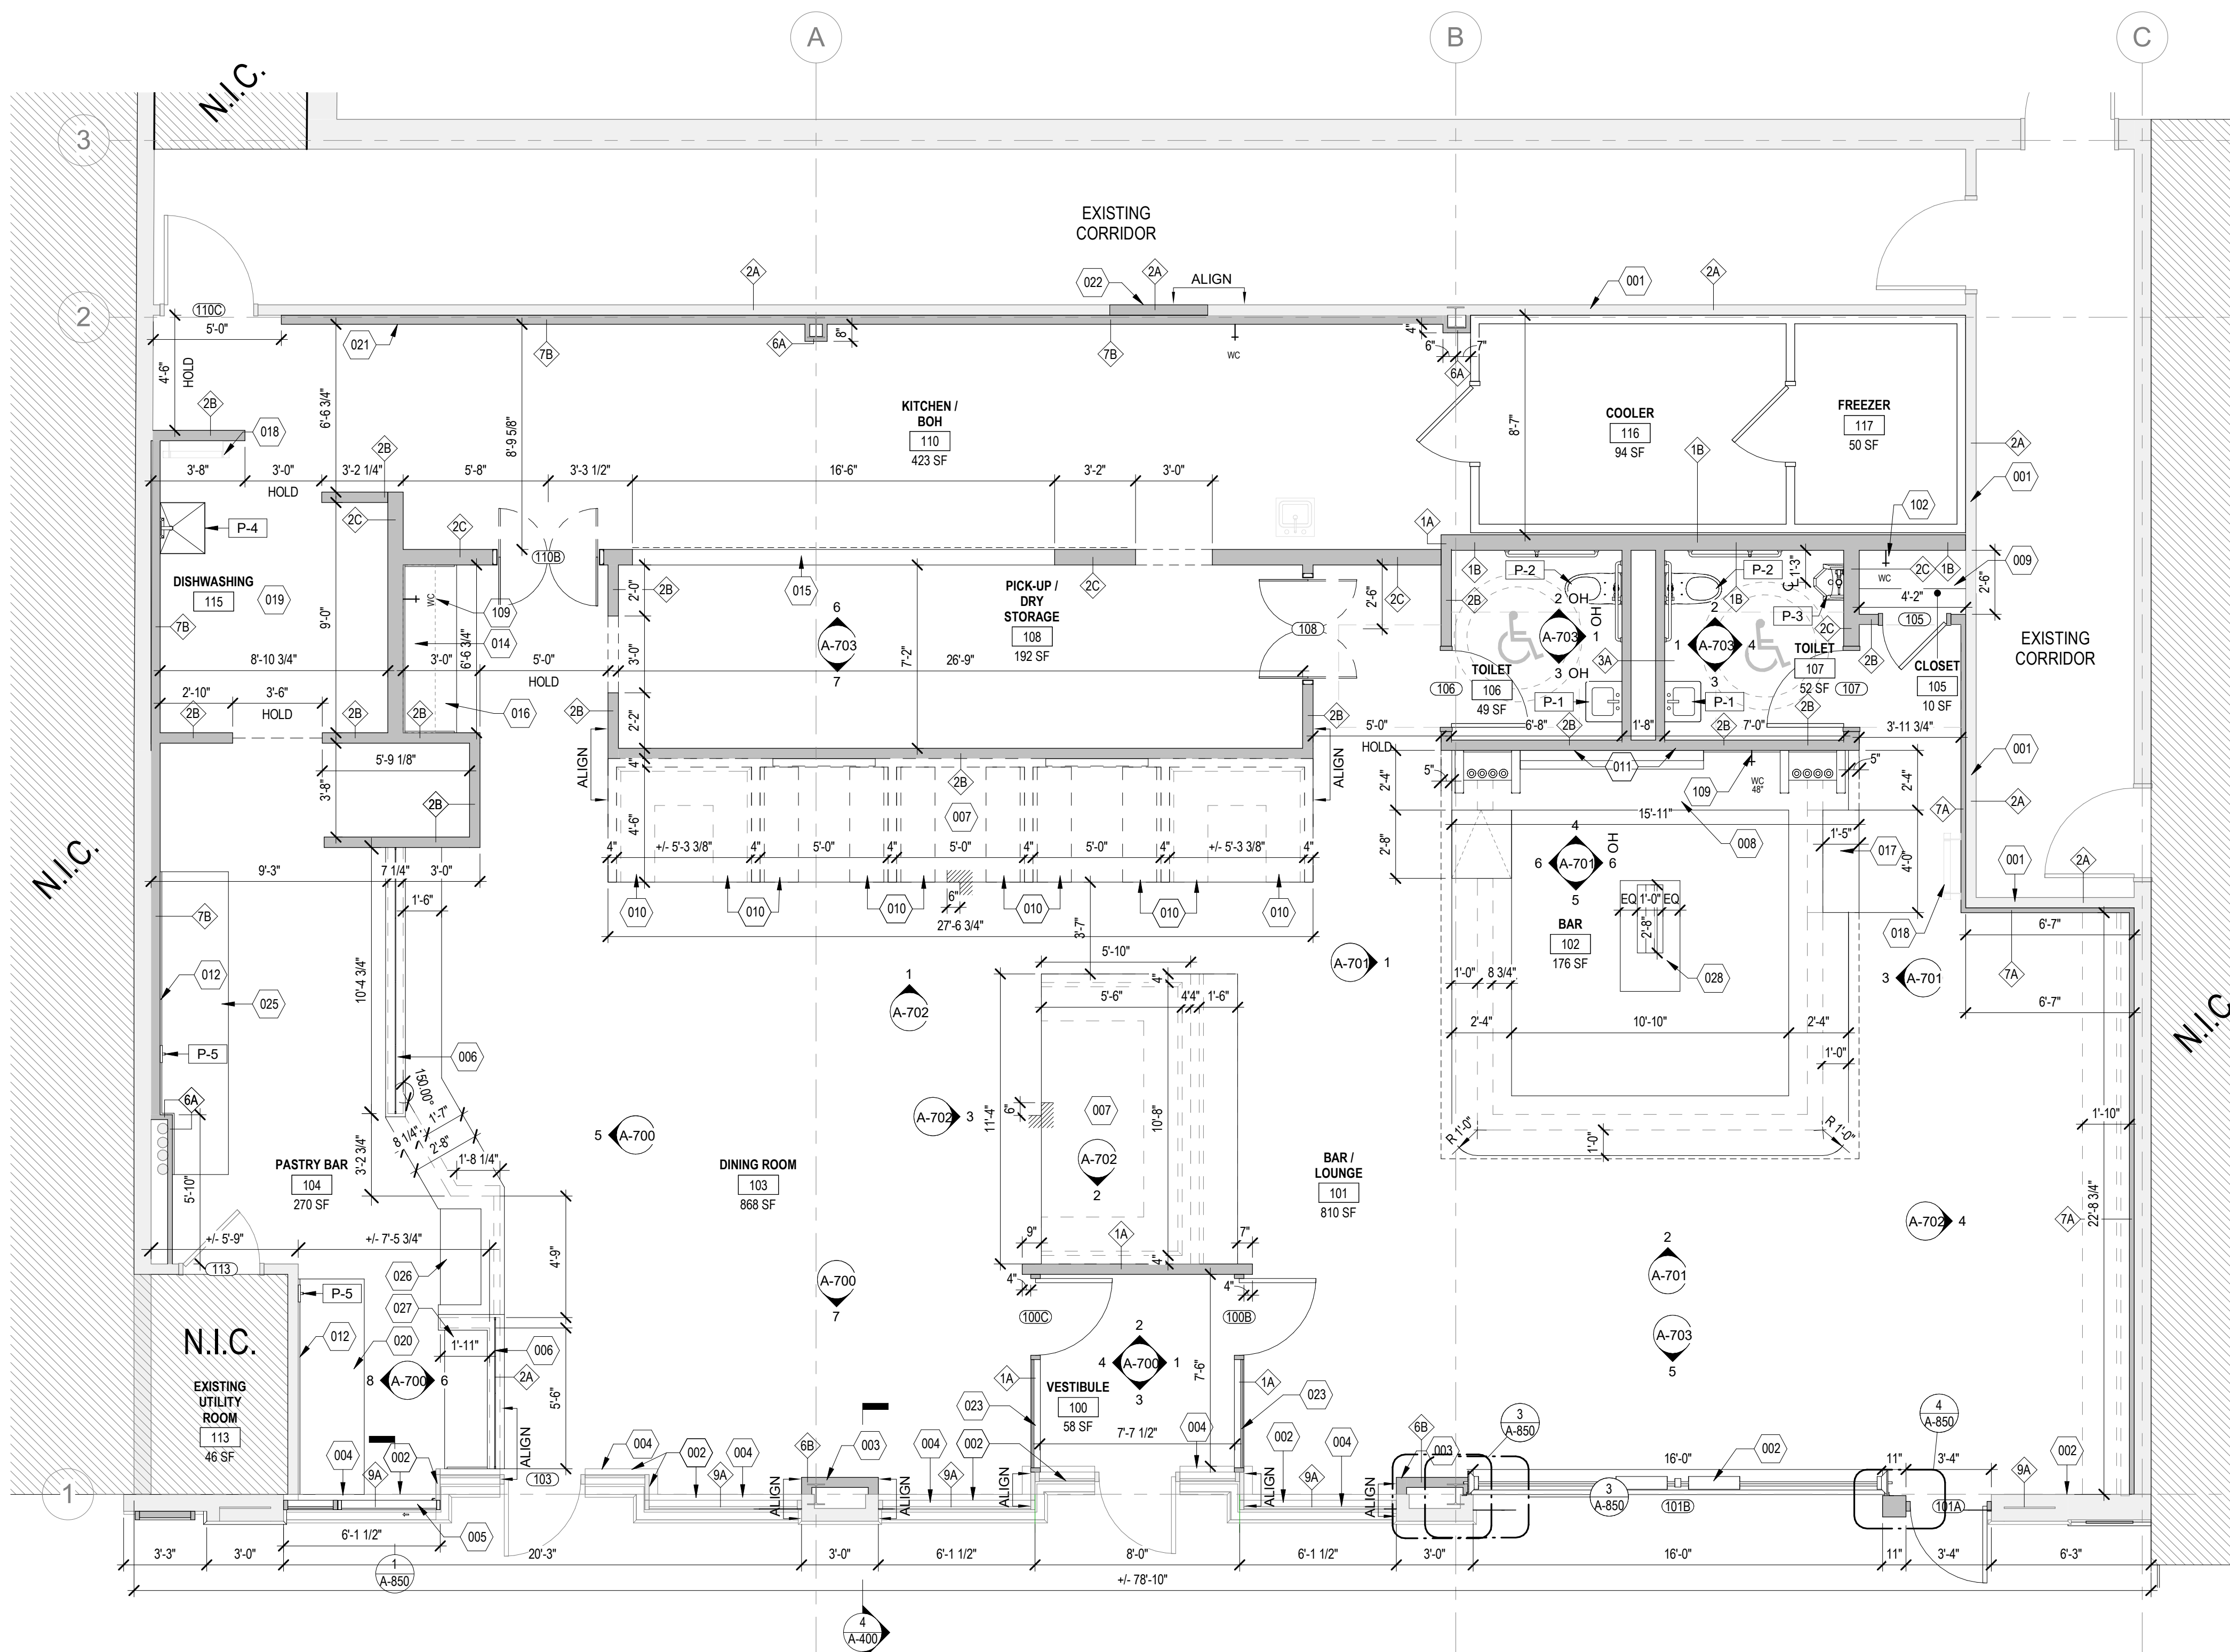 A
B
C
N.I.C.
3
EXISTING
CORRIDOR
2A
022
2A
ALIGN
001
2A
2
110C
5'-0"
021
7B
6A
8"
7B
WC
4"
6"
7"
6A
4'-6"
HOLD
2B
018
6'-6 3/4"
8'-9 5/8"
2B
KITCHEN /
BOH
110
423 SF
8'-7"
COOLER
116
94 SF
FREEZER
117
50 SF
1B
2A
001
3'-8"
3'-0"
HOLD
3'-2 1/4"
5'-8"
3'-3 1/2"
16'-6"
3'-2"
3'-0"
P-4
2C
2C
110B
1A
102
DISHWASHING
115
019
7B
9'-0"
WC
109
014
6'-6 3/4"
2'-0"
2B
015
PICK-UP /
DRY
STORAGE
108
192 SF
2C
6
A-703
7
2'-6"
2C
108
1B
P-2
P-2
1B
1'-3"
CL
2C
1B
WC
009
2'-6"
4'-2"
P-3
2C
105
2B
2B
2 OH
A-703
1
OH
3 OH
3A
2
1
A-703
4
3
TOILET
106
49 SF
106
TOILET
107
52 SF
107
CLOSET
105
10 SF
EXISTING
CORRIDOR
8'-10 3/4"
3'-0"
5'-0"
HOLD
3'-0"
7'-2"
26'-9"
2'-10"
3'-6"
HOLD
2B
2B
2B
016
2B
2'-2"
2B
P-1
P-1
5'-0"
HOLD
6'-8"
2B
1'-8"
2B
7'-0"
2B
3'-11 3/4"
ALIGN
ALIGN
5'-9 1/8"
3'-8"
2B
4"
4'-6"
2B
007
5"
2'-4"
011
109
WC
48"
5"
2'-4"
001
2A
7A
N.I.C.
4"
+/- 5'-3 3/8"
4"
5'-0"
4"
5'-0"
4"
5'-0"
4"
+/- 5'-3 3/8"
4"
15'-11"
2'-8"
008
1'-5"
017
4'-0"
001
2A
4
6
A-701
6
OH
5
9'-3"
7 1/4"
3'-0"
1'-6"
7B
010
010
010
010
010
010
6"
27'-6 3/4"
3'-7"
EQ
1'-0"
EQ
2'-8"
BAR
102
176 SF
028
018
6'-7"
7A
012
025
10'-4 3/4"
5'-10"
A-701
1
3
A-701
1
A-702
4"
5'-6"
4"
4"
1'-6"
1'-0"
8 3/4"
6'-7"
N.I.C.
2'-4"
10'-10"
2'-4"
P-5
006
1'-0"
6A
150.00°
1'-7"
8 1/4"
2'-8"
6"
007
A-702
3
11'-4"
10'-8"
1'-10"
5
A-700
R 1'-0"
1'-0"
R 1'-0"
3'-2 3/4"
1'-8 1/4"
5'-10"
PASTRY BAR
104
270 SF
DINING ROOM
103
868 SF
A-702
2
BAR /
LOUNGE
101
810 SF
A-702
4
7A
22'-8 3/4"
+/- 5'-9"
+/- 7'-5 3/4"
4'-9"
9"
1A
7"
4"
2
A-701
113
026
P-5
027
A-700
7
4"
4"
100C
100B
N.I.C.
012
020
1'-11"
006
2
4
A-700
1
3
7'-6"
A-703
5
8
A-700
6
2A
5'-6"
EXISTING
UTILITY
ROOM
113
46 SF
1A
VESTIBULE
100
58 SF
1A
023
023
7'-7 1/2"
004
3
A-850
4
A-850
004
002
9A
ALIGN
103
004
002
004
9A
6B
003
004
002
9A
002
004
9A
6B
003
16'-0"
002
11"
3'-4"
002
9A
1
ALIGN
ALIGN
ALIGN
ALIGN
ALIGN
3
A-850
101B
101A
005
6'-1 1/2"
3'-3"
3'-0"
20'-3"
3'-0"
6'-1 1/2"
8'-0"
6'-1 1/2"
3'-0"
16'-0"
11"
3'-4"
6'-3"
1
A-850
+/- 78'-10"
4
A-400